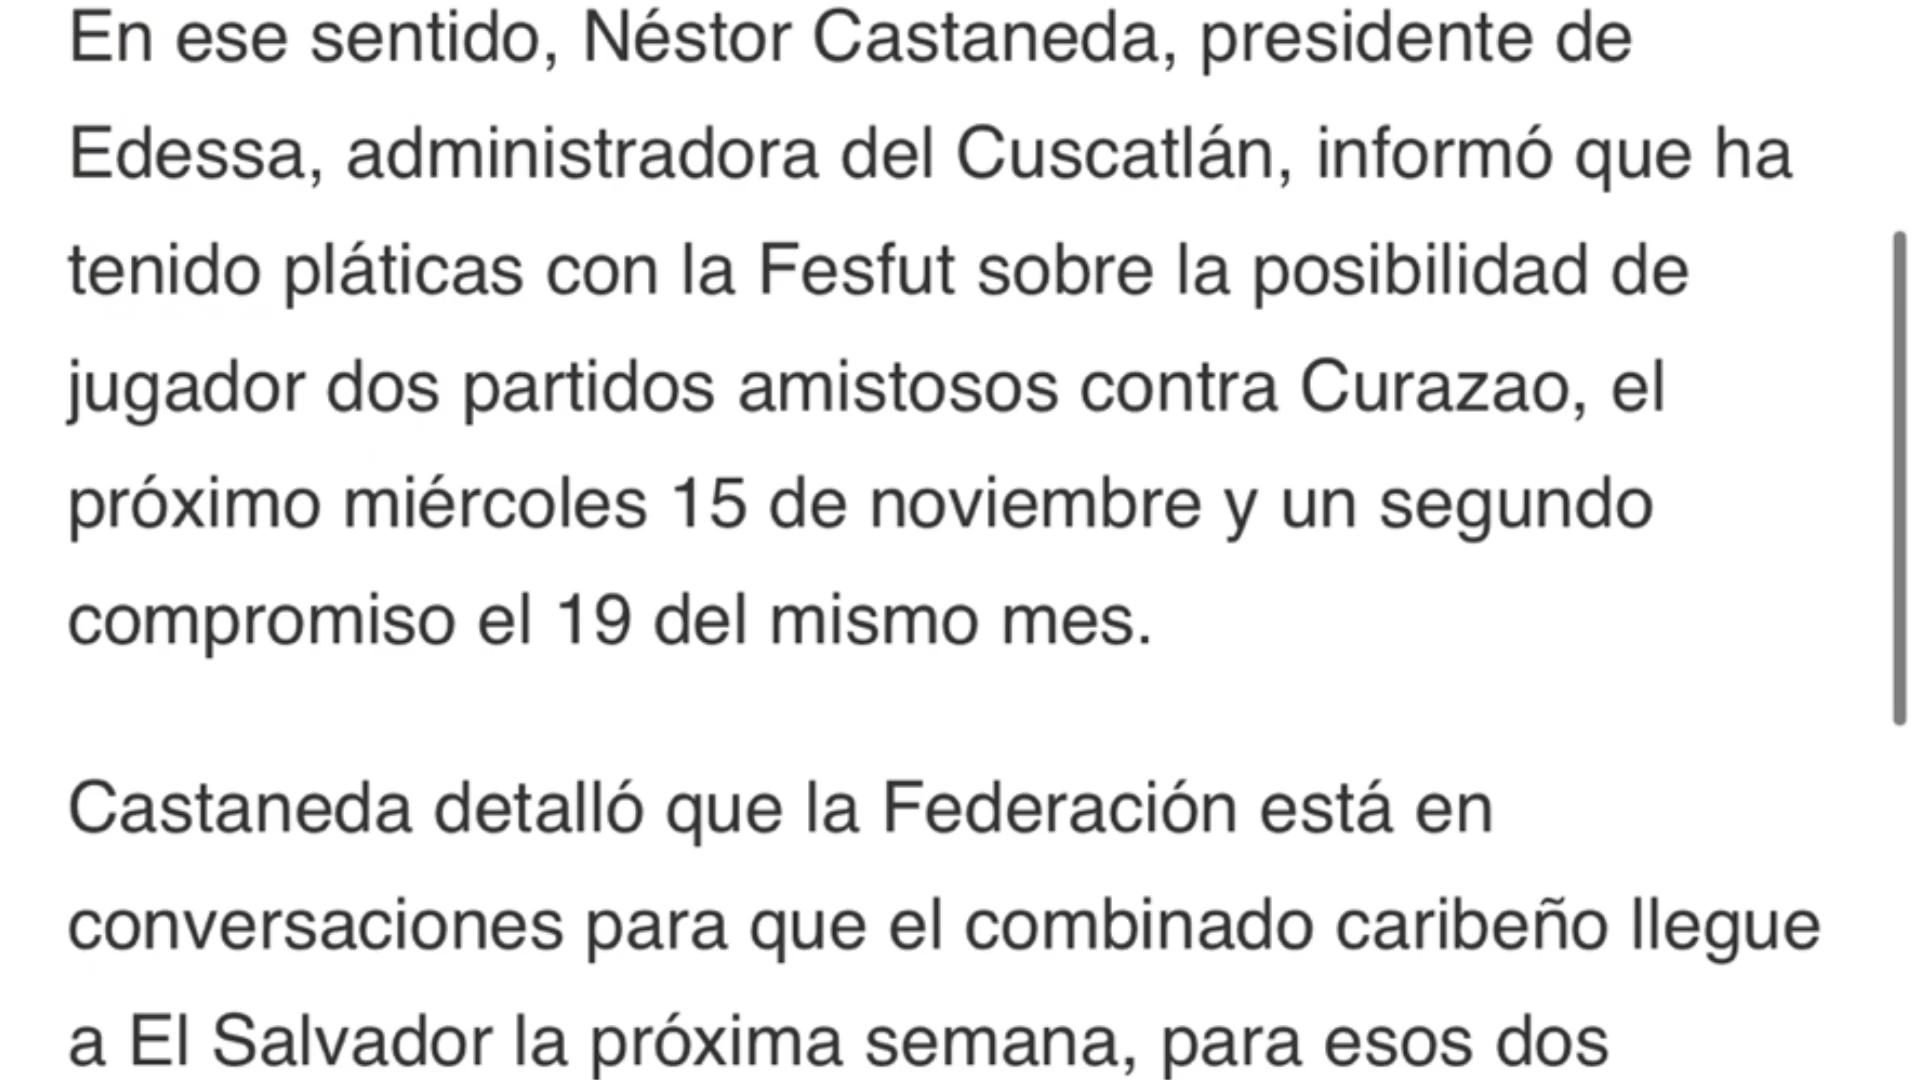 En ese sentido, Néstor Castaneda, presidente de
Edessa, administradora del Cuscatlán, informó que ha
tenido pláticas con la Fesfut sobre la posibilidad de
jugador dos partidos amistosos contra Curazao, el
próximo miércoles 15 de noviembre y un segundo
compromiso el 19 del mismo mes.
Castaneda detalló que la Federación está en
conversaciones para que el combinado caribeño llegue
a El Salvador la próxima semana, para esos dos